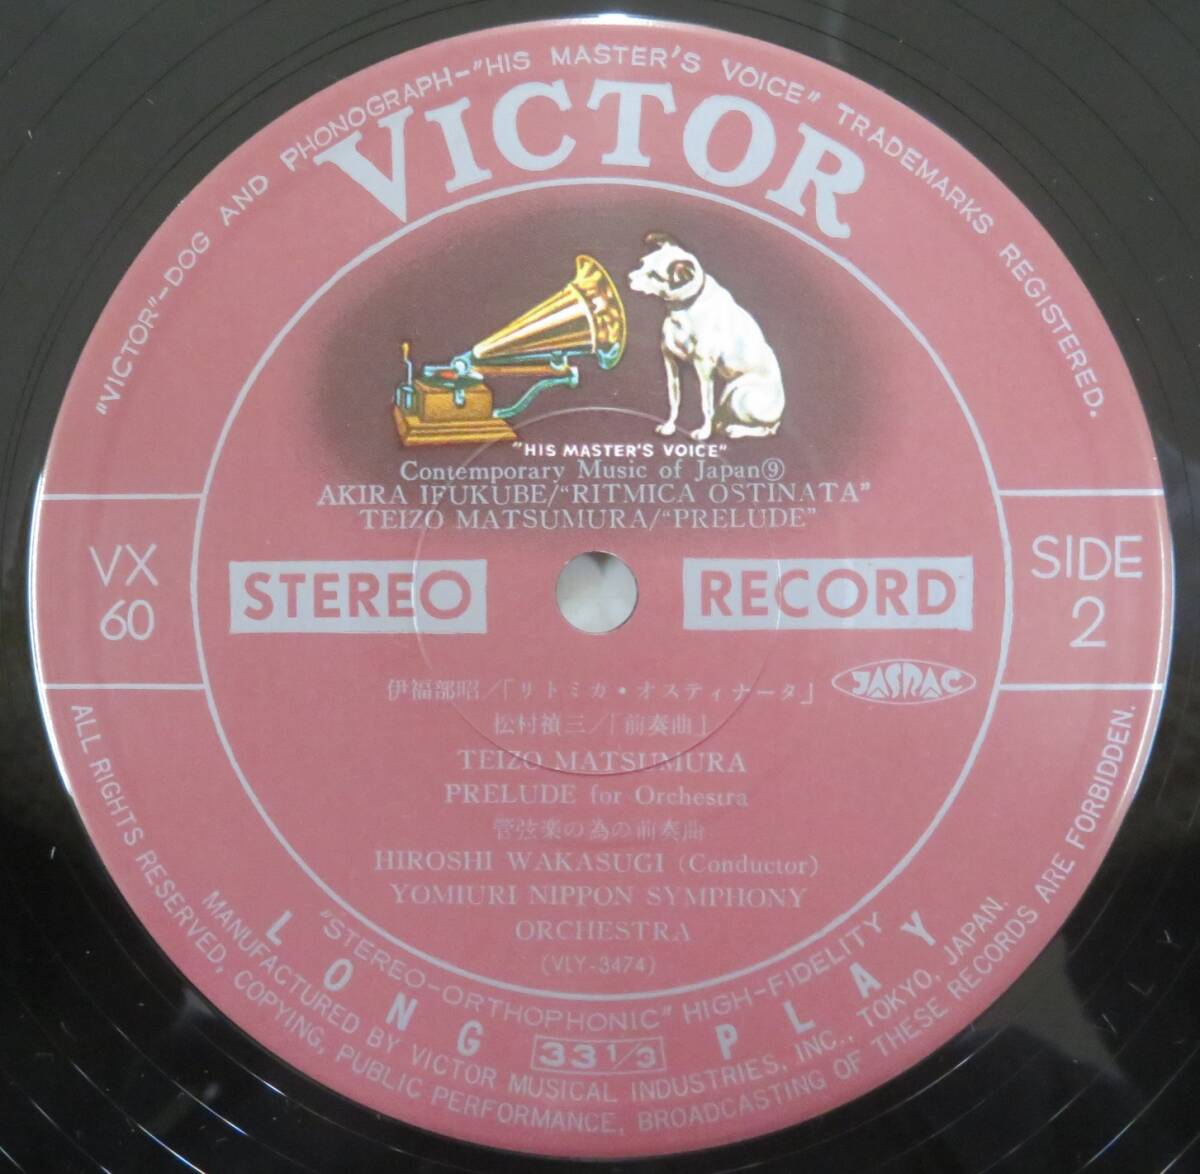 "VICTOR"–DOG AND PHONOGRAPH–"HIS MASTER'S VOICE" TRADEMARKS REGISTERED.
VICTOR
"HIS MASTER'S VOICE"
Contemporary Music of Japan⑨
AKIRA IFUKUBE/"RITMICA OSTINATA"
TEIZO MATSUMURA/"PRELUDE"
VX
60
STEREO RECORD
SIDE
2
伊福部昭/「リトミカ・オスティナータ」
JASRAC
松村禎三/「前奏曲」
TEIZO MATSUMURA
PRELUDE for Orchestra
管弦楽の為の前奏曲
HIROSHI WAKASUGI (Conductor)
YOMIURI NIPPON SYMPHONY
ORCHESTRA
(VLY-3474)
"STEREO-ORTHOPHONIC" HIGH-FIDELITY
LONG 33 1/3 PLAY
MANUFACTURED BY VICTOR MUSICAL INDUSTRIES, INC., TOKYO, JAPAN.
ALL RIGHTS RESERVED, COPYING, PUBLIC PERFORMANCE, BROADCASTING OF THESE RECORDS ARE FORBIDDEN.